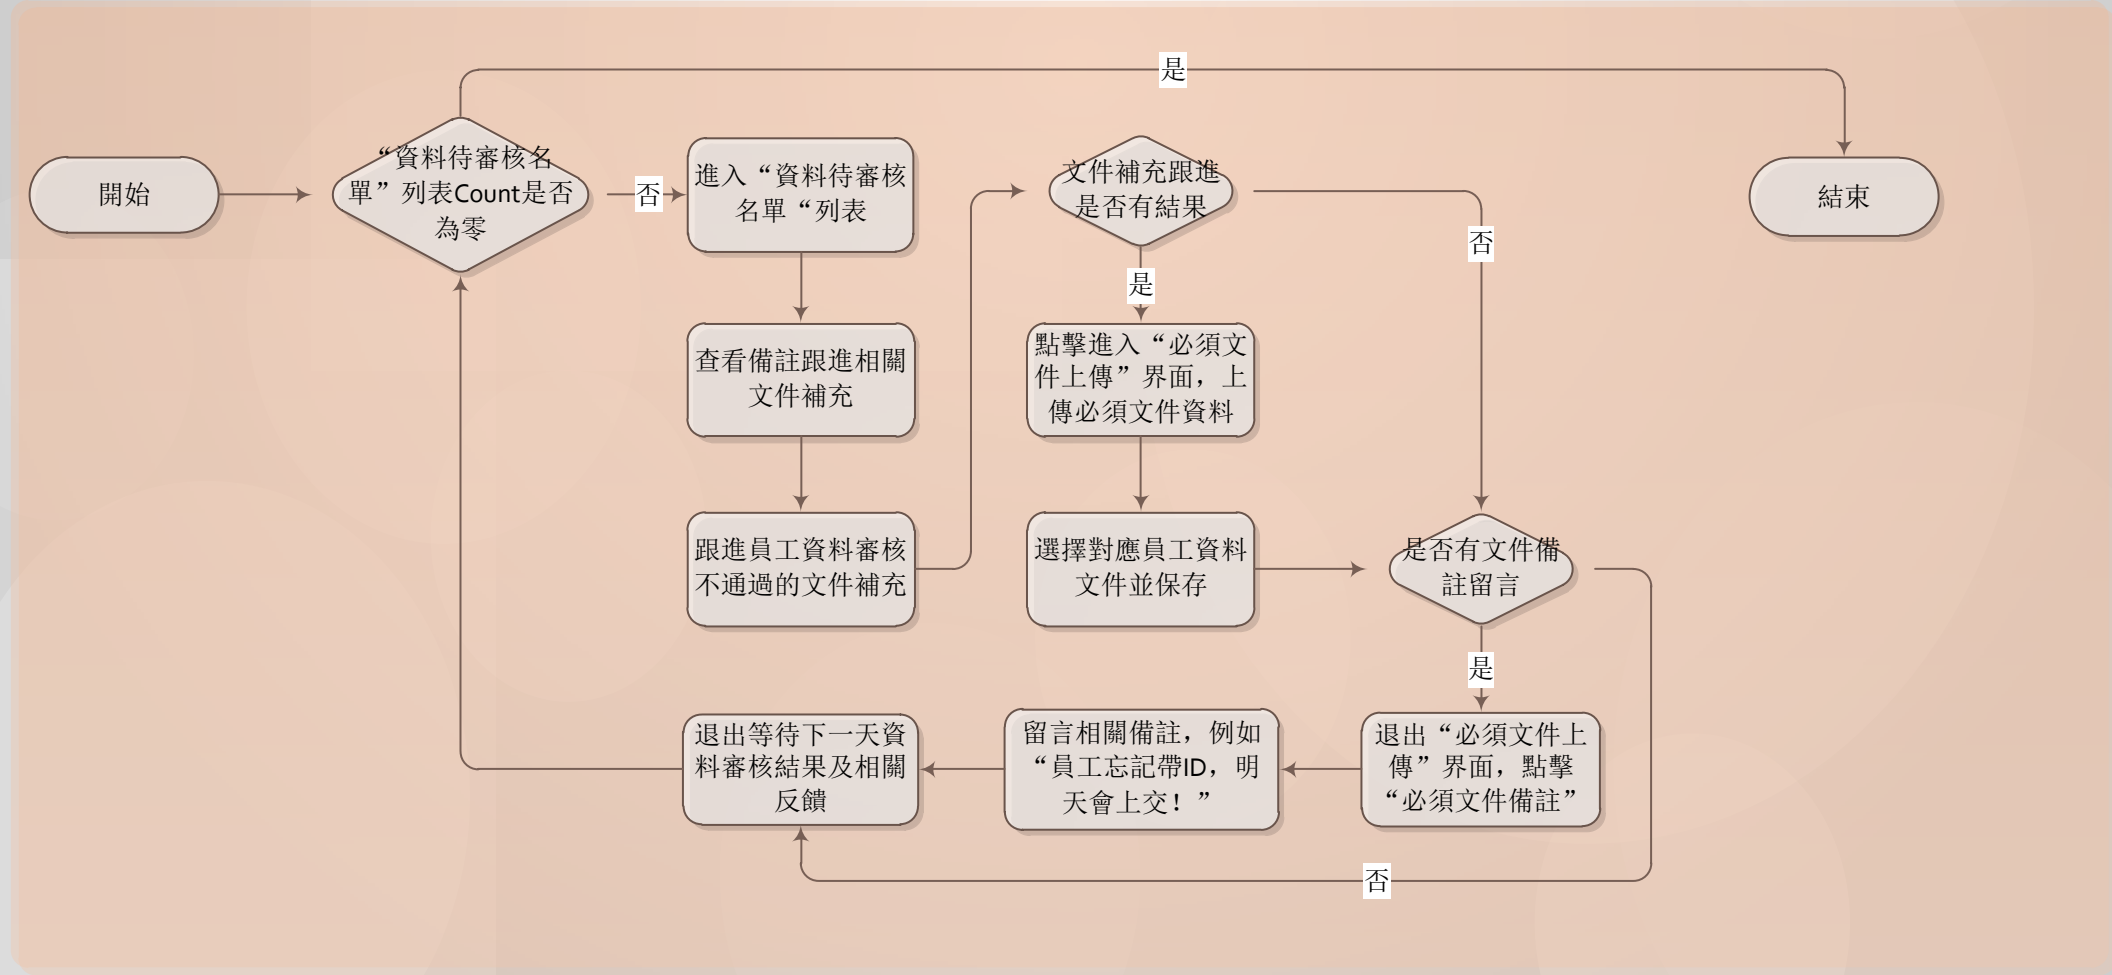 是
開始
“資料待審核名
單”列表Count是否
為零
否
進入“資料待審核
名單“列表
文件補充跟進
是否有結果
否
結束
是
查看備註跟進相關
文件補充
點擊進入“必須文
件上傳”界面，上
傳必須文件資料
跟進員工資料審核
不通過的文件補充
選擇對應員工資料
文件並保存
是否有文件備
註留言
是
退出等待下一天資
料審核結果及相關
反饋
留言相關備註，例如
“員工忘記帶ID，明
天會上交！”
退出“必須文件上
傳”界面，點擊
“必須文件備註”
否